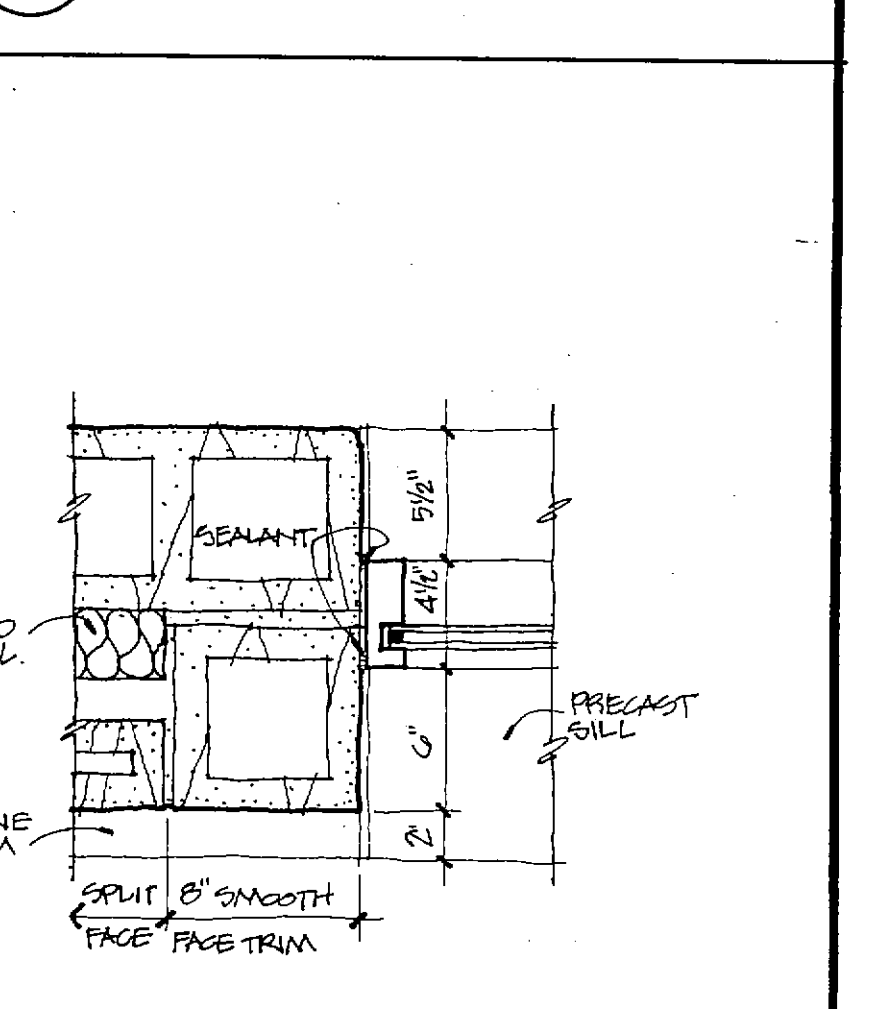 5½"
SEALANT
4½"
PRECAST
SILL
6"
2"
SPLIT
FACE
8" SMOOTH
FACE TRIM